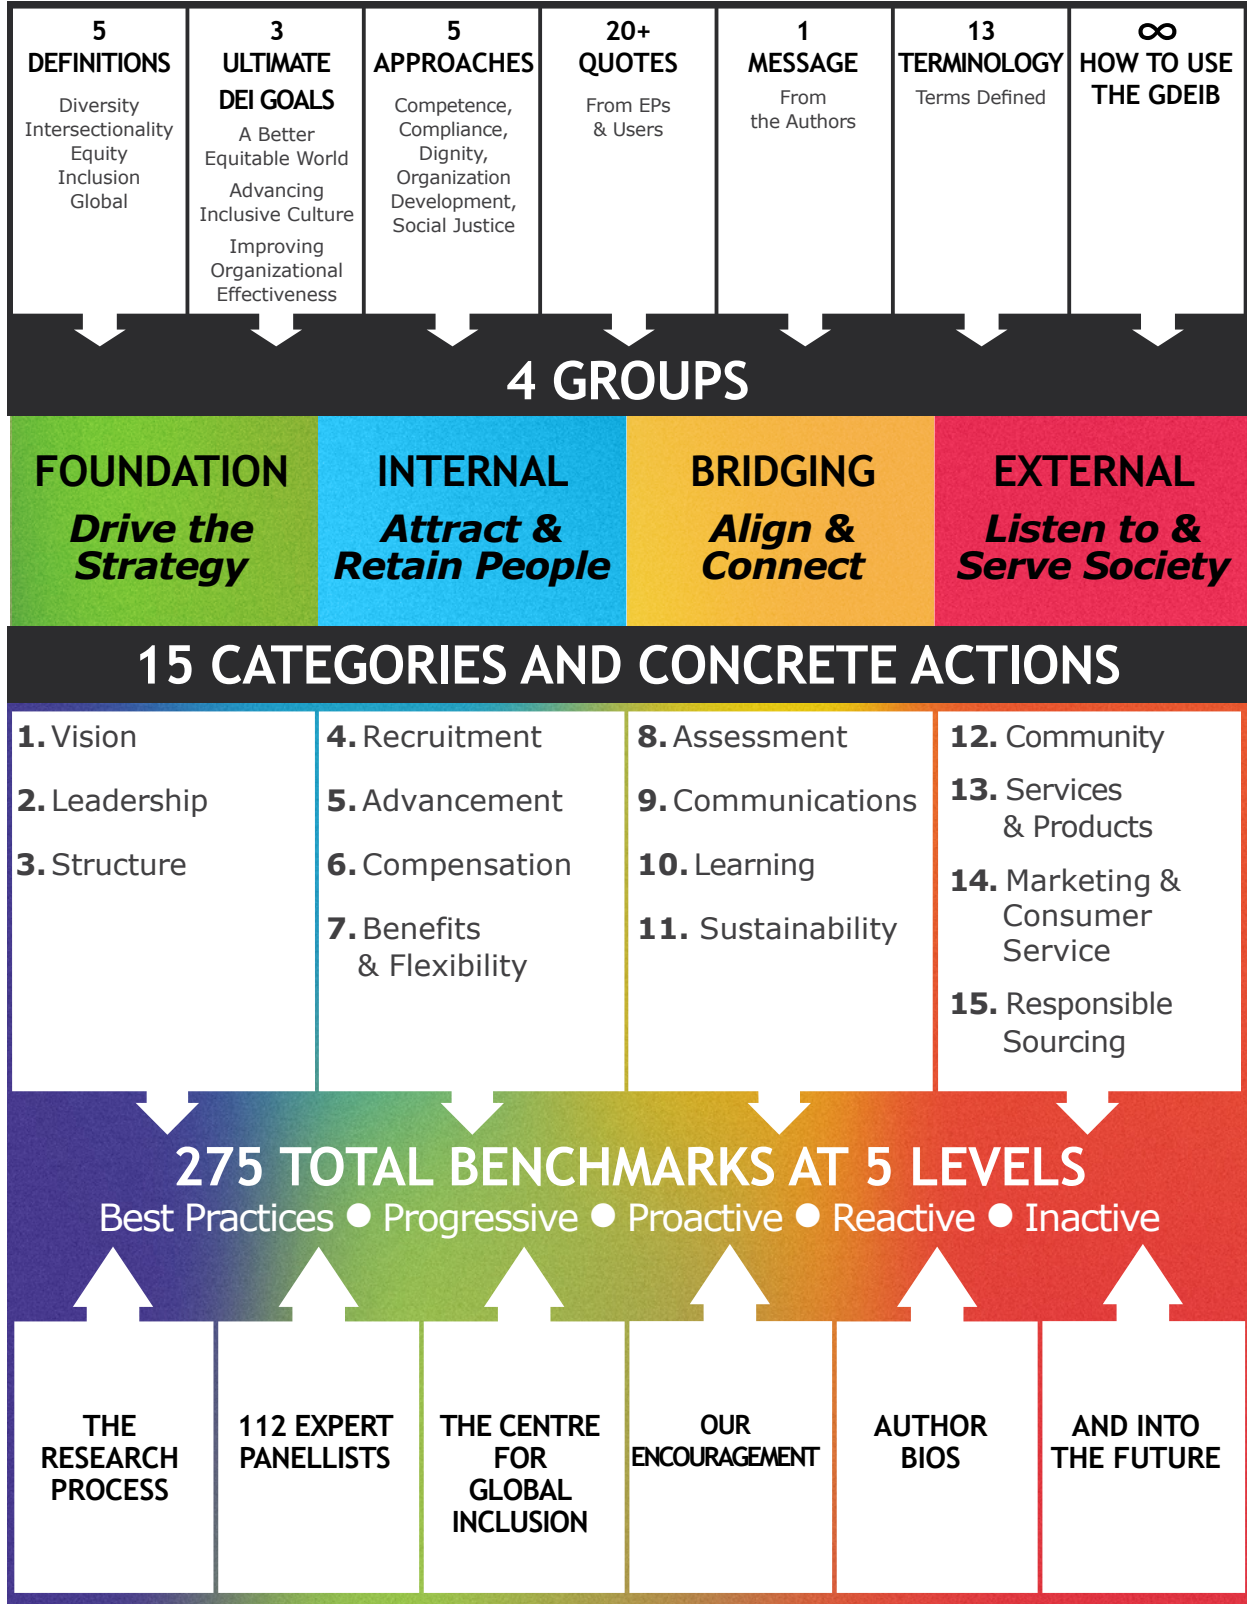 5
DEFINITIONS
Diversity
Intersectionality
Equity
Inclusion
Global
3
ULTIMATE
DEI GOALS
A Better
Equitable World
Advancing
Inclusive Culture
Improving
Organizational
Effectiveness
5
APPROACHES
Competence,
Compliance,
Dignity,
Organization
Development,
Social Justice
20+
QUOTES
From EPs
& Users
1
MESSAGE
From
the Authors
13
TERMINOLOGY
Terms Defined
∞
HOW TO USE
THE GDEIB
4 GROUPS
FOUNDATION
Drive the
Strategy
INTERNAL
Attract &
Retain People
BRIDGING
Align &
Connect
EXTERNAL
Listen to &
Serve Society
15 CATEGORIES AND CONCRETE ACTIONS
1. Vision
2. Leadership
3. Structure
4. Recruitment
5. Advancement
6. Compensation
7. Benefits
& Flexibility
8. Assessment
9. Communications
10. Learning
11. Sustainability
12. Community
13. Services
& Products
14. Marketing &
Consumer
Service
15. Responsible
Sourcing
275 TOTAL BENCHMARKS AT 5 LEVELS
Best Practices ● Progressive ● Proactive ● Reactive ● Inactive
THE
RESEARCH
PROCESS
112 EXPERT
PANELLISTS
THE CENTRE
FOR
GLOBAL
INCLUSION
OUR
ENCOURAGEMENT
AUTHOR
BIOS
AND INTO
THE FUTURE